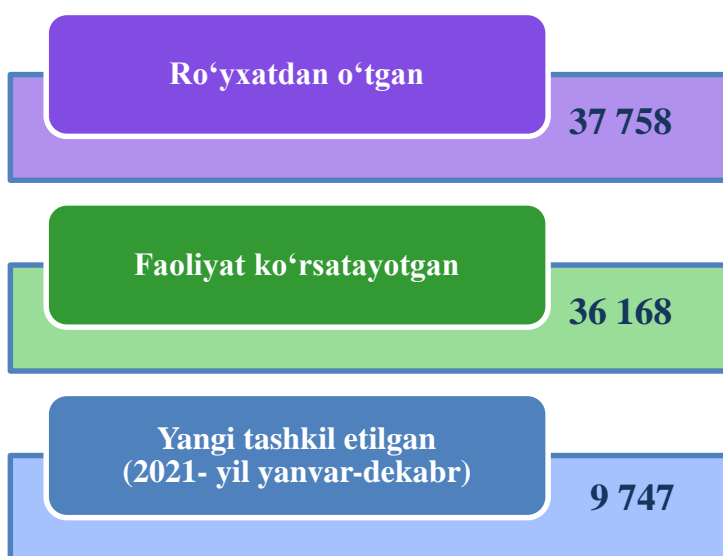 Ro‘yxatdan o‘tgan
37 758
Faoliyat ko‘rsatayotgan
36 168
Yangi tashkil etilgan
(2021- yil yanvar-dekabr)
9 747